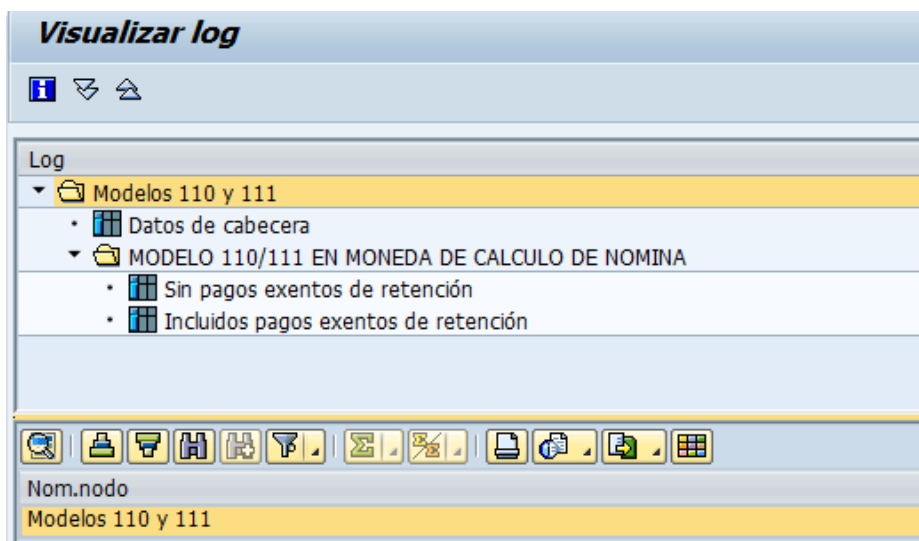 Visualizar log
Log
Modelos 110 y 111
Datos de cabecera
MODELO 110/111 EN MONEDA DE CALCULO DE NOMINA
Sin pagos exentos de retención
Incluidos pagos exentos de retención
Nom.nodo
Modelos 110 y 111